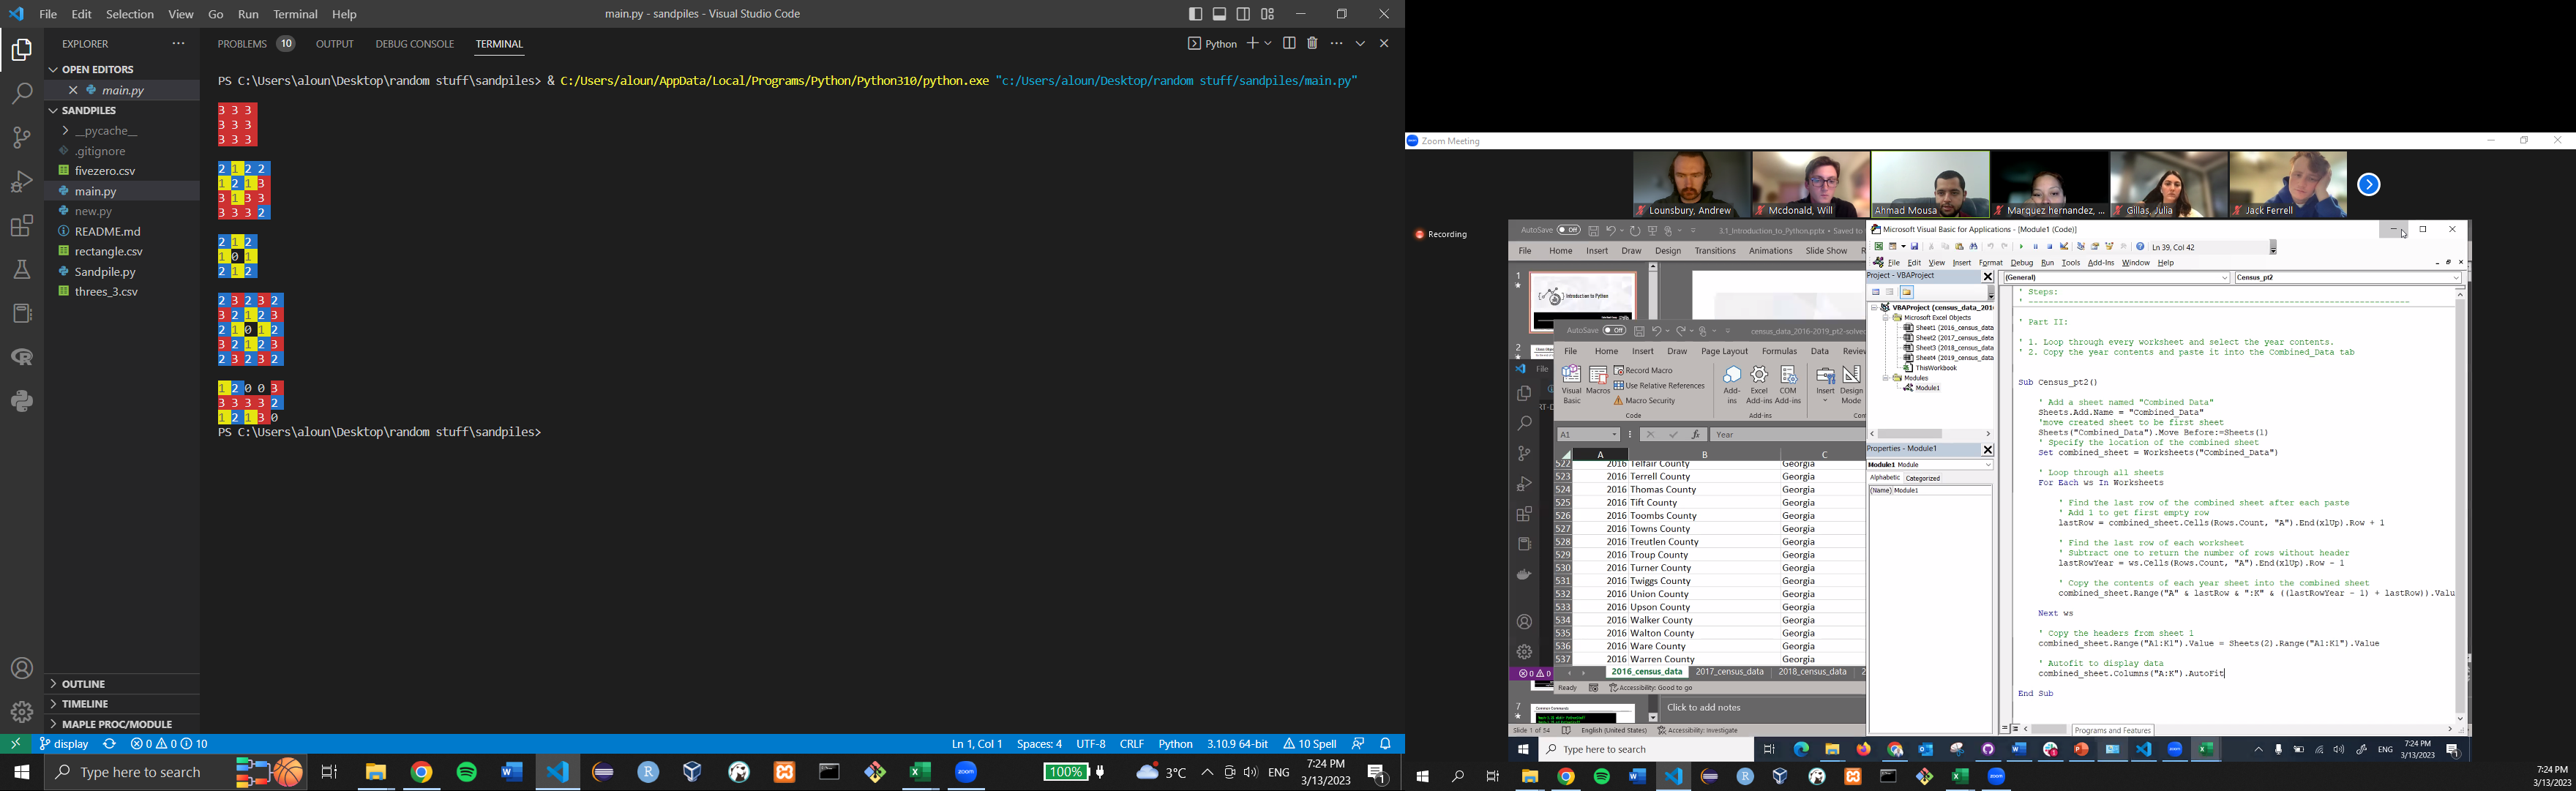 File Edit Selection View Go Run Terminal Help
main.py - sandpiles - Visual Studio Code
EXPLORER
OPEN EDITORS
main.py
SANDPILES
__pycache__
.gitignore
fivezero.csv
main.py
new.py
README.md
rectangle.csv
Sandpile.py
threes_3.csv
OUTLINE
TIMELINE
MAPLE PROC/MODULE
PROBLEMS 10 OUTPUT DEBUG CONSOLE TERMINAL
Python
PS C:\Users\aloun\Desktop\random stuff\sandpiles> & C:/Users/aloun/AppData/Local/Programs/Python/Python310/python.exe "c:/Users/aloun/Desktop/random stuff/sandpiles/main.py"
3 3 3
3 3 3
3 3 3
2 1 2 2
1 2 1 3
3 1 3 3
3 3 3 2
2 1 2
1 0 1
2 1 2
2 3 2 3 2
3 2 1 2 3
2 1 0 1 2
3 2 1 2 3
2 3 2 3 2
1 2 0 0 3
3 3 3 3 2
1 2 1 3 0
PS C:\Users\aloun\Desktop\random stuff\sandpiles>
display 0 0 10
Ln 1, Col 1 Spaces: 4 UTF-8 CRLF Python 3.10.9 64-bit 10 Spell
Type here to search
100% 3°C ENG
7:24 PM
3/13/2023
Zoom Meeting
Lounsbury, Andrew
Mcdonald, Will
Ahmad Mousa
Marquez hernandez, ...
Gillas, Julia
Jack Ferrell
Recording
AutoSave Off
3.1_Introduction_to_Python.pptx • Saved to
File Home Insert Draw Design Transitions Animations Slide Show
1
Introduction to Python
2
AutoSave Off
census_data_2016-2019_pt2-solved
File Home Insert Draw Page Layout Formulas Data Review
Visual Basic
Macros
Record Macro
Use Relative References
Macro Security
Code
Add-ins
Excel Add-ins
COM Add-ins
Add-ins
Insert
Design Mode
A1 Year
A B C
522 2016 Telfair County Georgia
523 2016 Terrell County Georgia
524 2016 Thomas County Georgia
525 2016 Tift County Georgia
526 2016 Toombs County Georgia
527 2016 Towns County Georgia
528 2016 Treutlen County Georgia
529 2016 Troup County Georgia
530 2016 Turner County Georgia
531 2016 Twiggs County Georgia
532 2016 Union County Georgia
533 2016 Upson County Georgia
534 2016 Walker County Georgia
535 2016 Walton County Georgia
536 2016 Ware County Georgia
537 2016 Warren County Georgia
2016_census_data 2017_census_data 2018_census_data 2
Ready Accessibility: Good to go
7
Click to add notes
Slide 1 of 54 English (United States) Accessibility: Investigate
Microsoft Visual Basic for Applications - [Module1 (Code)]
Ln 39, Col 42
File Edit View Insert Format Debug Run Tools Add-Ins Window Help
Project - VBAProject
VBAProject (census_data_201
Microsoft Excel Objects
Sheet1 (2016_census_data
Sheet2 (2017_census_data
Sheet3 (2018_census_data
Sheet4 (2019_census_data
ThisWorkbook
Modules
Module1
Properties - Module1
Module1 Module
Alphabetic Categorized
(Name) Module1
(General) Census_pt2
' Steps:
' Part II:
' 1. Loop through every worksheet and select the year contents.
' 2. Copy the year contents and paste it into the Combined_Data tab
Sub Census_pt2()
' Add a sheet named "Combined Data"
Sheets.Add.Name = "Combined_Data"
'move created sheet to be first sheet
Sheets("Combined_Data").Move Before:=Sheets(1)
' Specify the location of the combined sheet
Set combined_sheet = Worksheets("Combined_Data")
' Loop through all sheets
For Each ws In Worksheets
' Find the last row of the combined sheet after each paste
' Add 1 to get first empty row
lastRow = combined_sheet.Cells(Rows.Count, "A").End(xlUp).Row + 1
' Find the last row of each worksheet
' Subtract one to return the number of rows without header
lastRowYear = ws.Cells(Rows.Count, "A").End(xlUp).Row - 1
' Copy the contents of each year sheet into the combined sheet
combined_sheet.Range("A" & lastRow & ":K" & ((lastRowYear - 1) + lastRow)).Valu
Next ws
' Copy the headers from sheet 1
combined_sheet.Range("A1:K1").Value = Sheets(2).Range("A1:K1").Value
' Autofit to display data
combined_sheet.Columns("A:K").AutoFit
End Sub
Programs and Features
Type here to search
ENG
7:24 PM
3/13/2023
7:24 PM
3/13/2023